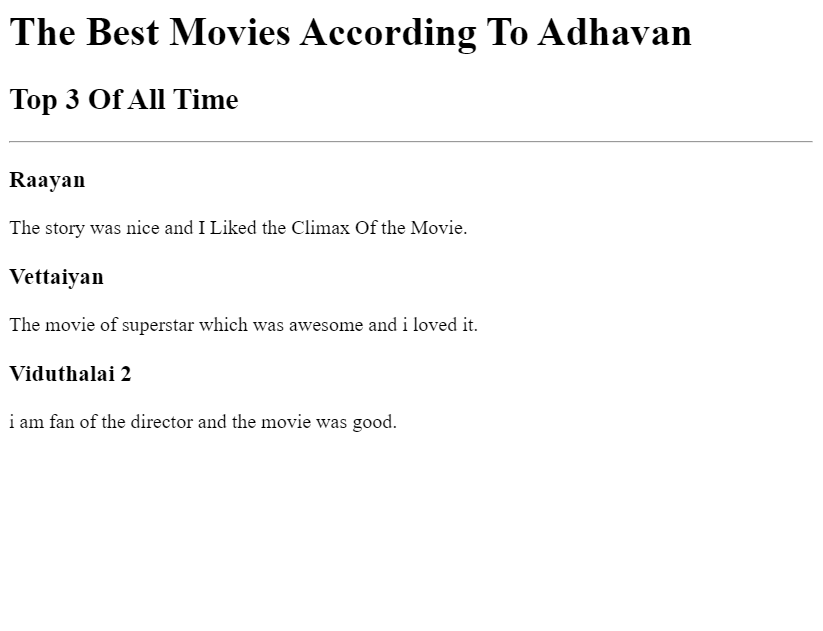 The Best Movies According To Adhavan
Top 3 Of All Time
Raayan
The story was nice and I Liked the Climax Of the Movie.
Vettaiyan
The movie of superstar which was awesome and i loved it.
Viduthalai 2
i am fan of the director and the movie was good.